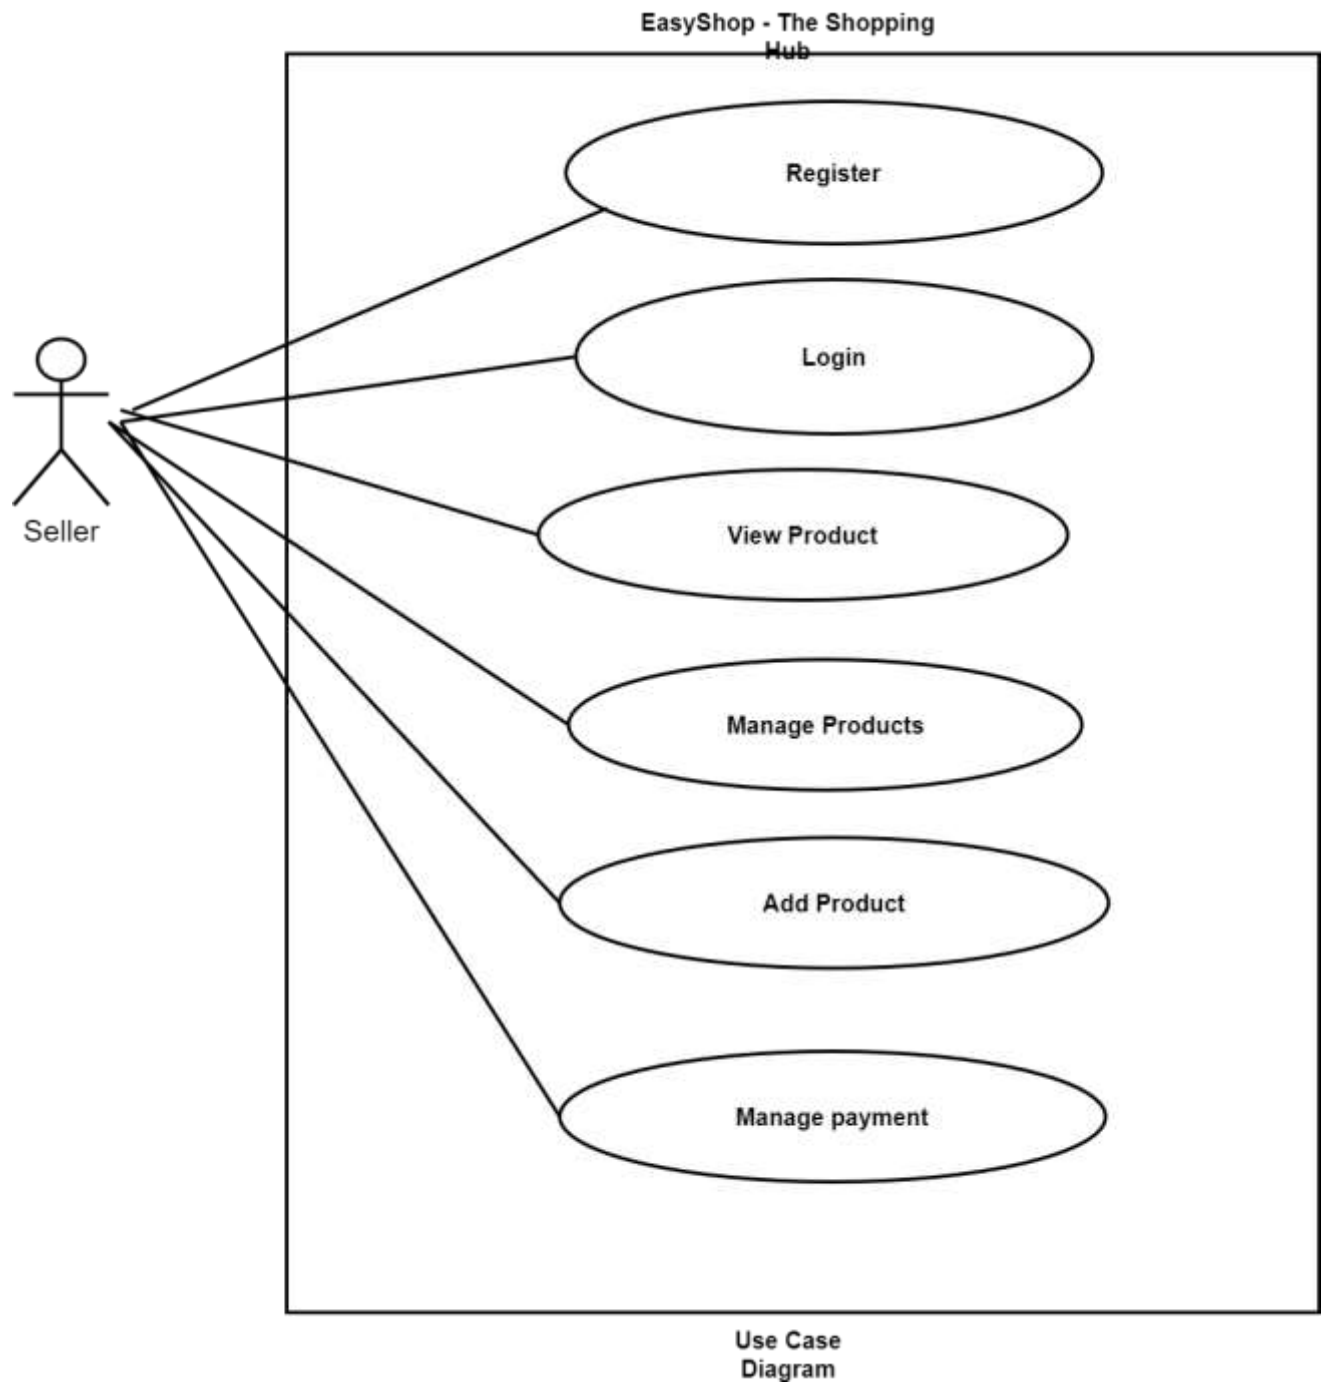 EasyShop - The Shopping
Hub
Register
Login
Seller
View Product
Manage Products
Add Product
Manage payment
Use Case
Diagram